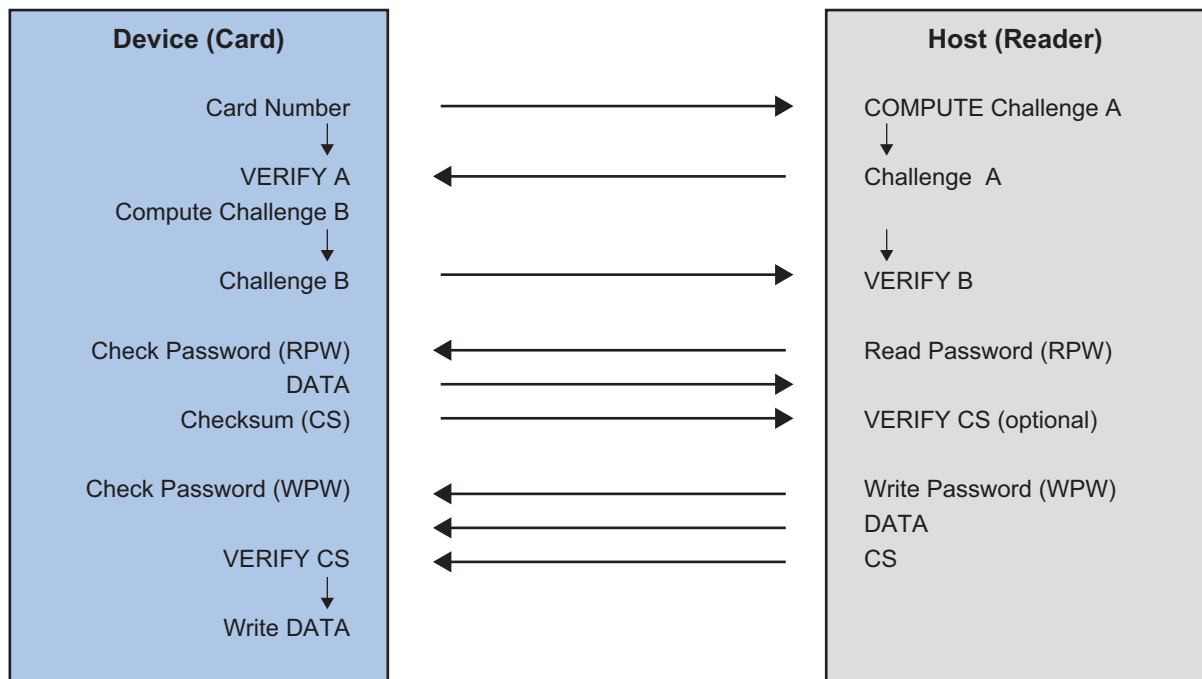 Device (Card)
Host (Reader)
Card Number
COMPUTE Challenge A
VERIFY A
Challenge A
Compute Challenge B
Challenge B
VERIFY B
Check Password (RPW)
Read Password (RPW)
DATA
Checksum (CS)
VERIFY CS (optional)
Check Password (WPW)
Write Password (WPW)
DATA
VERIFY CS
CS
Write DATA